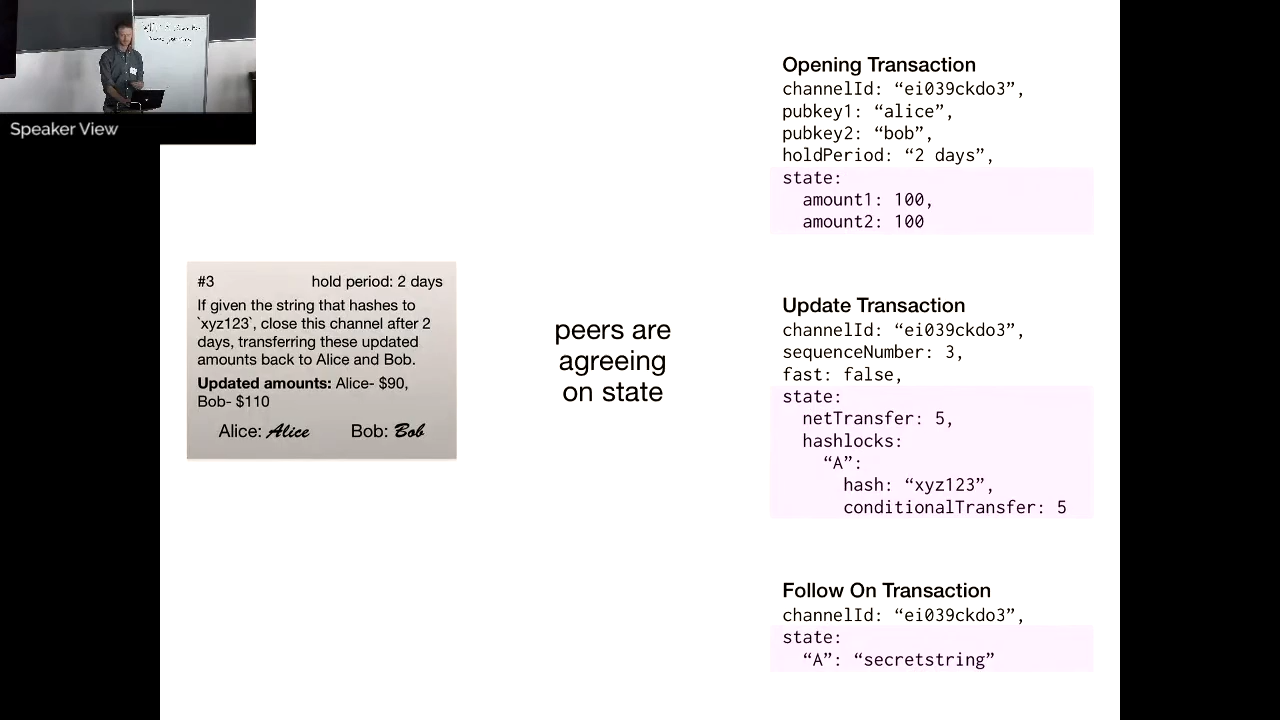 Speaker View
#3 hold period: 2 days
If given the string that hashes to
`xyz123`, close this channel after 2
days, transferring these updated
amounts back to Alice and Bob.
Updated amounts: Alice- $90,
Bob- $110
Alice: Alice Bob: Bob
peers are
agreeing
on state
Opening Transaction
channelId: “ei039ckdo3”,
pubkey1: “alice”,
pubkey2: “bob”,
holdPeriod: “2 days”,
state:
amount1: 100,
amount2: 100
Update Transaction
channelId: “ei039ckdo3”,
sequenceNumber: 3,
fast: false,
state:
netTransfer: 5,
hashlocks:
“A”:
hash: “xyz123”,
conditionalTransfer: 5
Follow On Transaction
channelId: “ei039ckdo3”,
state:
“A”: “secretstring”